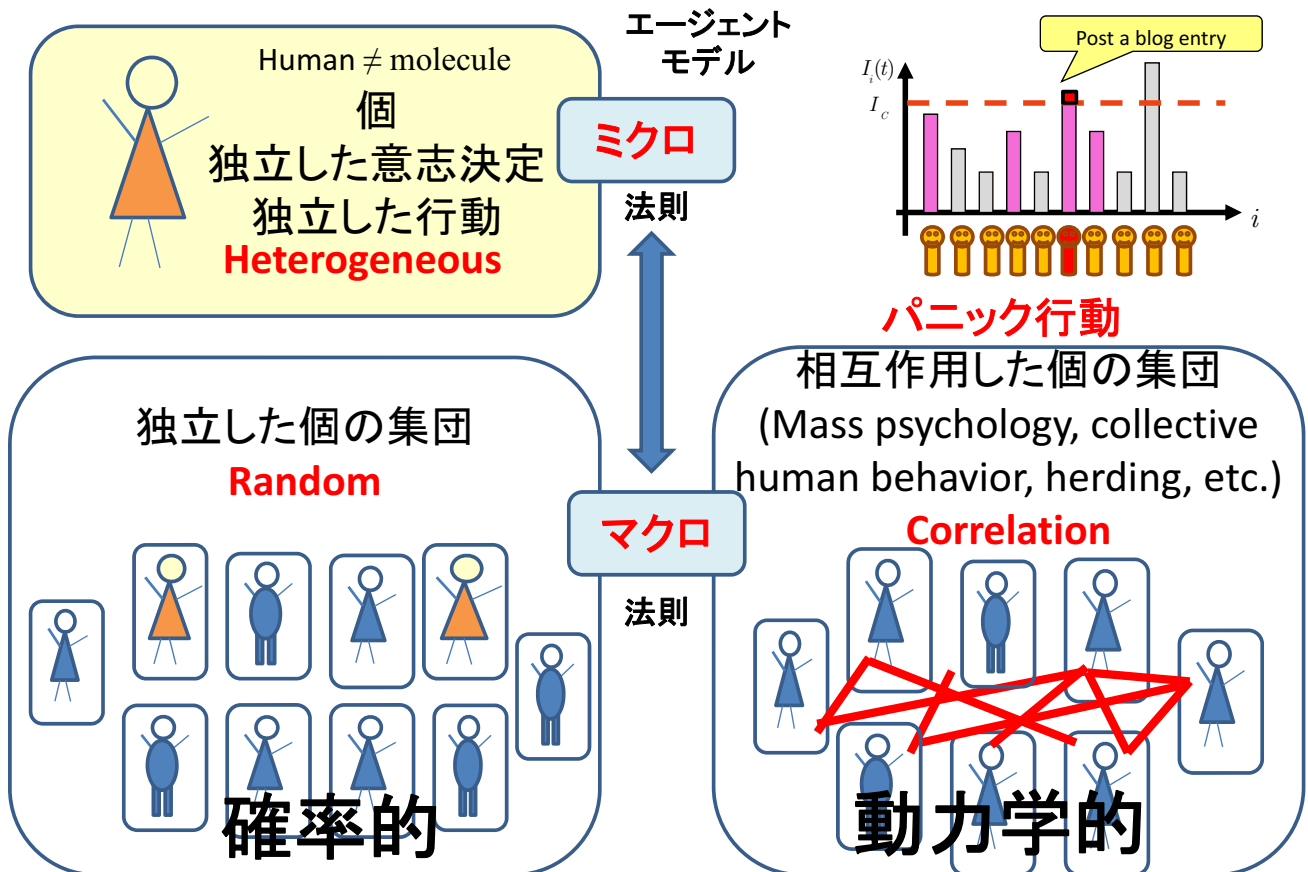 Human ≠ molecule
個
独立した意志決定
独立した行動
Heterogeneous
エージェント
モデル
ミクロ
法則
Post a blog entry
I_i(t)
I_c
i
パニック行動
独立した個の集団
Random
確率的
マクロ
法則
相互作用した個の集団
(Mass psychology, collective
human behavior, herding, etc.)
Correlation
動力学的